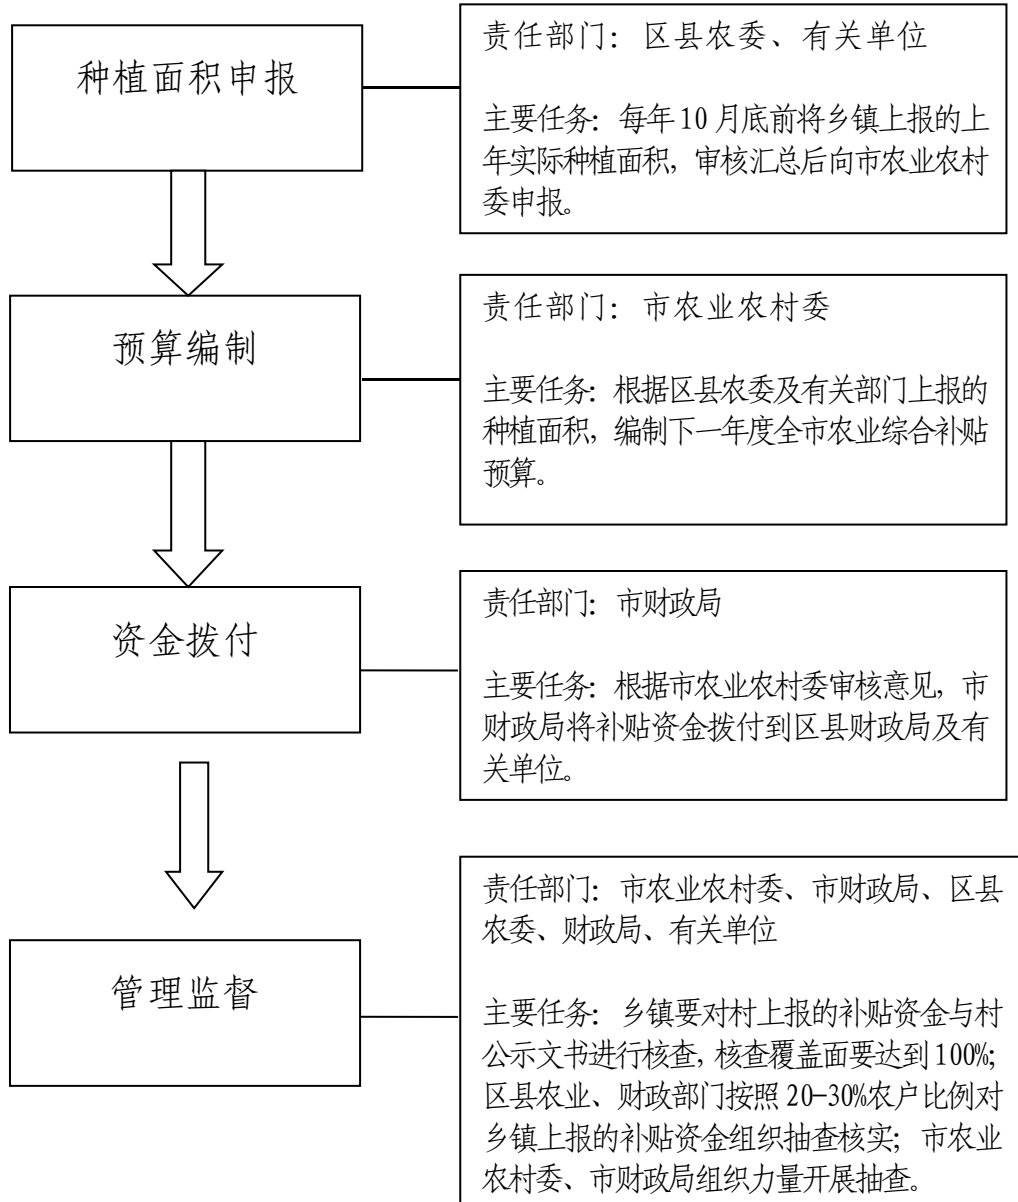 种植面积申报
责任部门：区县农委、有关单位
主要任务：每年10月底前将乡镇上报的上
年实际种植面积，审核汇总后向市农业农村
委申报。
预算编制
责任部门：市农业农村委
主要任务：根据区县农委及有关部门上报的
种植面积，编制下一年度全市农业综合补贴
预算。
资金拨付
责任部门：市财政局
主要任务：根据市农业农村委审核意见，市
财政局将补贴资金拨付到区县财政局及有
关单位。
管理监督
责任部门：市农业农村委、市财政局、区县
农委、财政局、有关单位
主要任务：乡镇要对村上报的补贴资金与村
公示文书进行核查，核查覆盖面要达到100%；
区县农业、财政部门按照20-30%农户比例对
乡镇上报的补贴资金组织抽查核实；市农业
农村委、市财政局组织力量开展抽查。